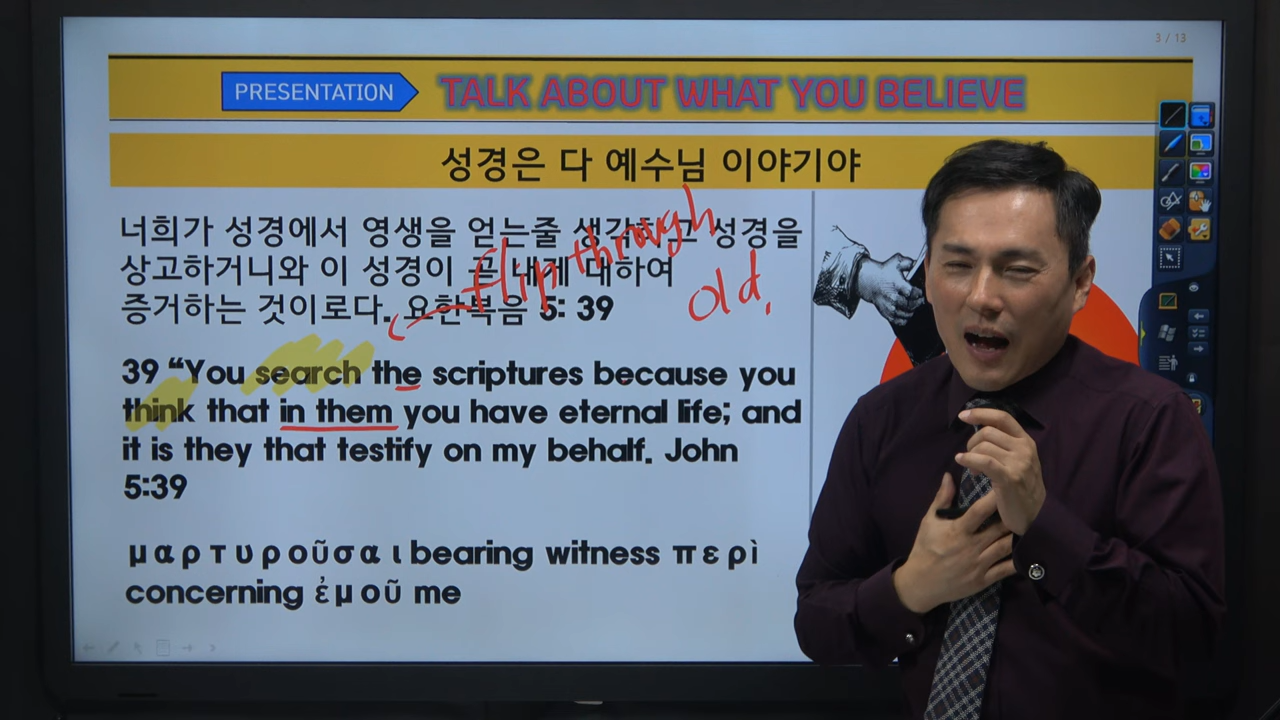 3 / 13
PRESENTATION TALK ABOUT WHAT YOU BELIEVE
성경은 다 예수님 이야기야
너희가 성경에서 영생을 얻는줄 생각하고 성경을
상고하거니와 이 성경이 곧 내게 대하여
증거하는 것이로다. 요한복음 5: 39
flip through
old.
39 “You search the scriptures because you
think that in them you have eternal life; and
it is they that testify on my behalf. John
5:39
μαρτυροῦσαι bearing witness περὶ
concerning ἐμοῦ me